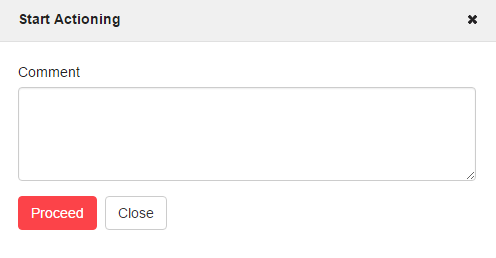 Start Actioning
Comment
Proceed Close